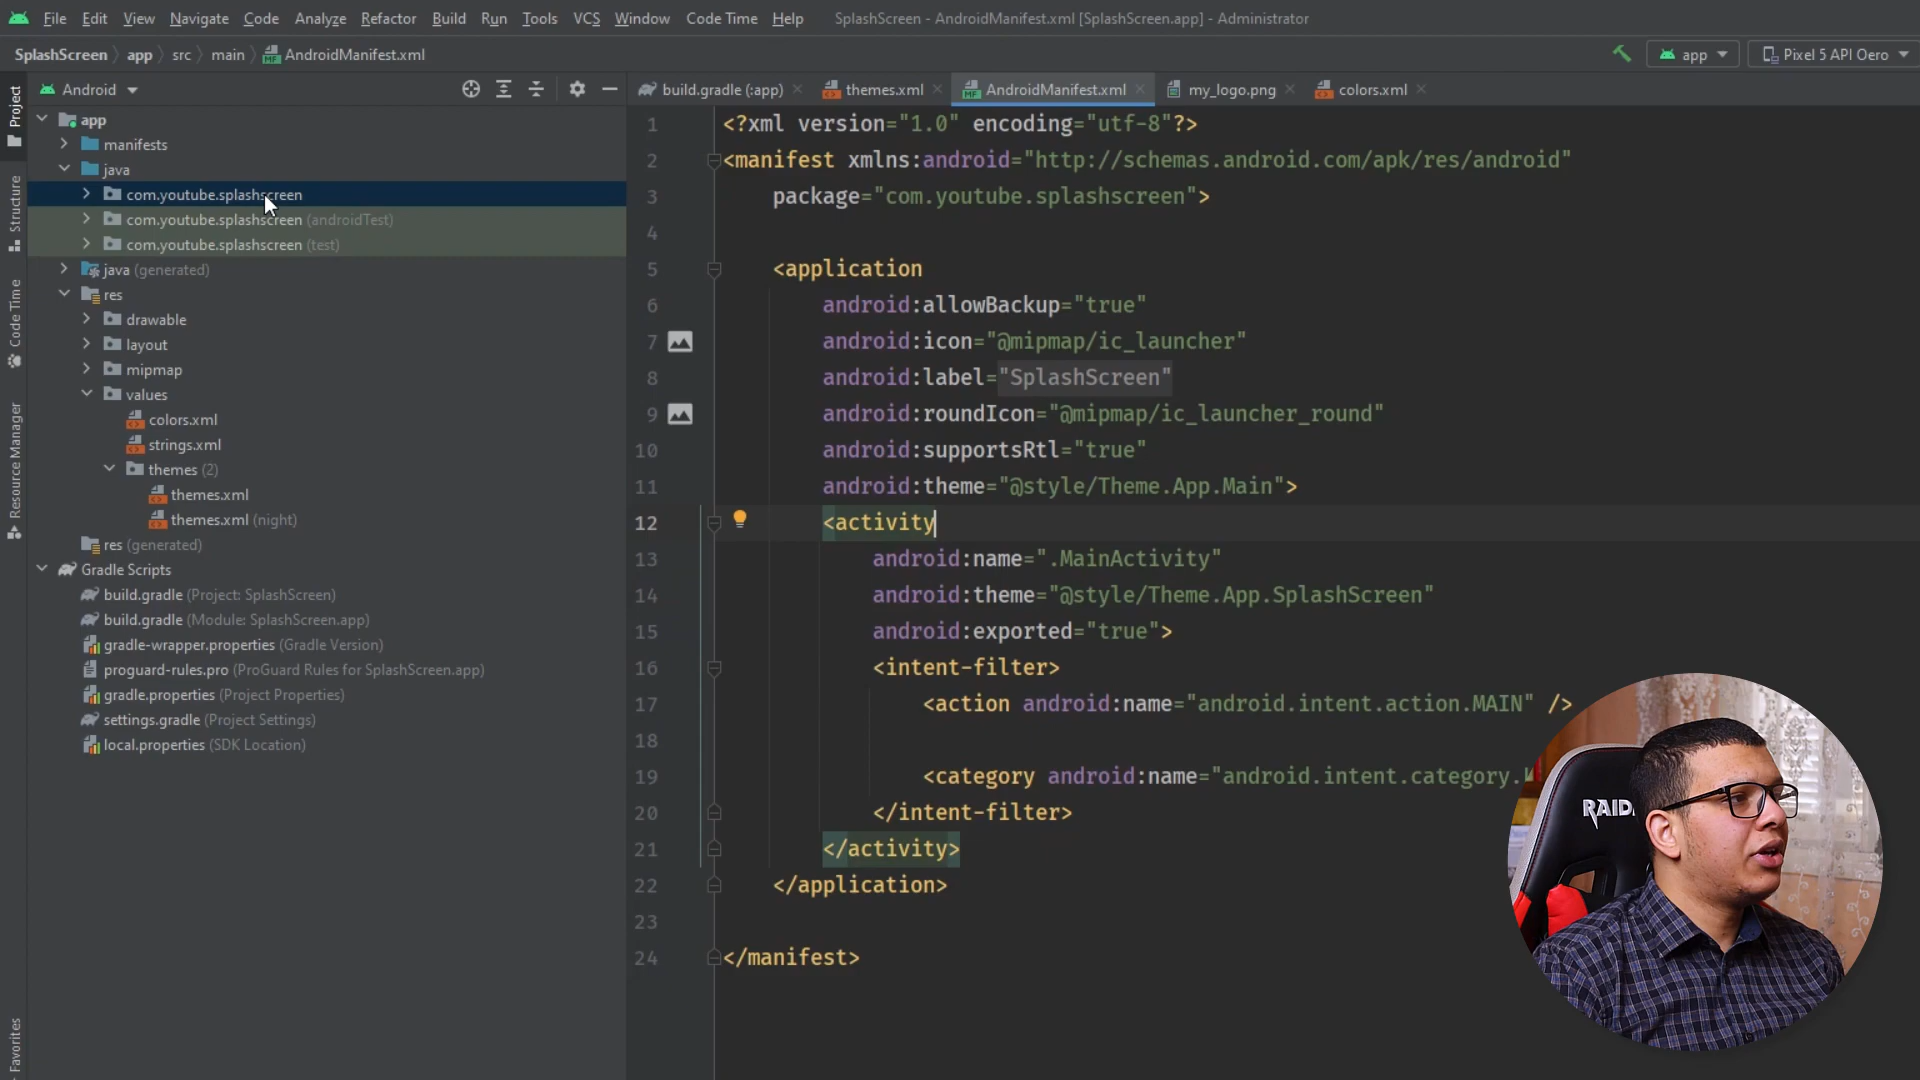 File Edit View Navigate Code Analyze Refactor Build Run Tools VCS Window Code Time Help SplashScreen - AndroidManifest.xml [SplashScreen.app] - Administrator
SplashScreen app src main AndroidManifest.xml app Pixel 5 API Oero
Android
build.gradle (:app) themes.xml AndroidManifest.xml my_logo.png colors.xml
Project
Structure
Code Time
Resource Manager
Favorites
app
manifests
java
com.youtube.splashscreen
com.youtube.splashscreen (androidTest)
com.youtube.splashscreen (test)
java (generated)
res
drawable
layout
mipmap
values
colors.xml
strings.xml
themes (2)
themes.xml
themes.xml (night)
res (generated)
Gradle Scripts
build.gradle (Project: SplashScreen)
build.gradle (Module: SplashScreen.app)
gradle-wrapper.properties (Gradle Version)
proguard-rules.pro (ProGuard Rules for SplashScreen.app)
gradle.properties (Project Properties)
settings.gradle (Project Settings)
local.properties (SDK Location)
1 <?xml version="1.0" encoding="utf-8"?>
2 <manifest xmlns:android="http://schemas.android.com/apk/res/android"
3 package="com.youtube.splashscreen">
4
5 <application
6 android:allowBackup="true"
7 android:icon="@mipmap/ic_launcher"
8 android:label="SplashScreen"
9 android:roundIcon="@mipmap/ic_launcher_round"
10 android:supportsRtl="true"
11 android:theme="@style/Theme.App.Main">
12 <activity
13 android:name=".MainActivity"
14 android:theme="@style/Theme.App.SplashScreen"
15 android:exported="true">
16 <intent-filter>
17 <action android:name="android.intent.action.MAIN" />
18
19 <category android:name="android.intent.category.
20 </intent-filter>
21 </activity>
22 </application>
23
24 </manifest>